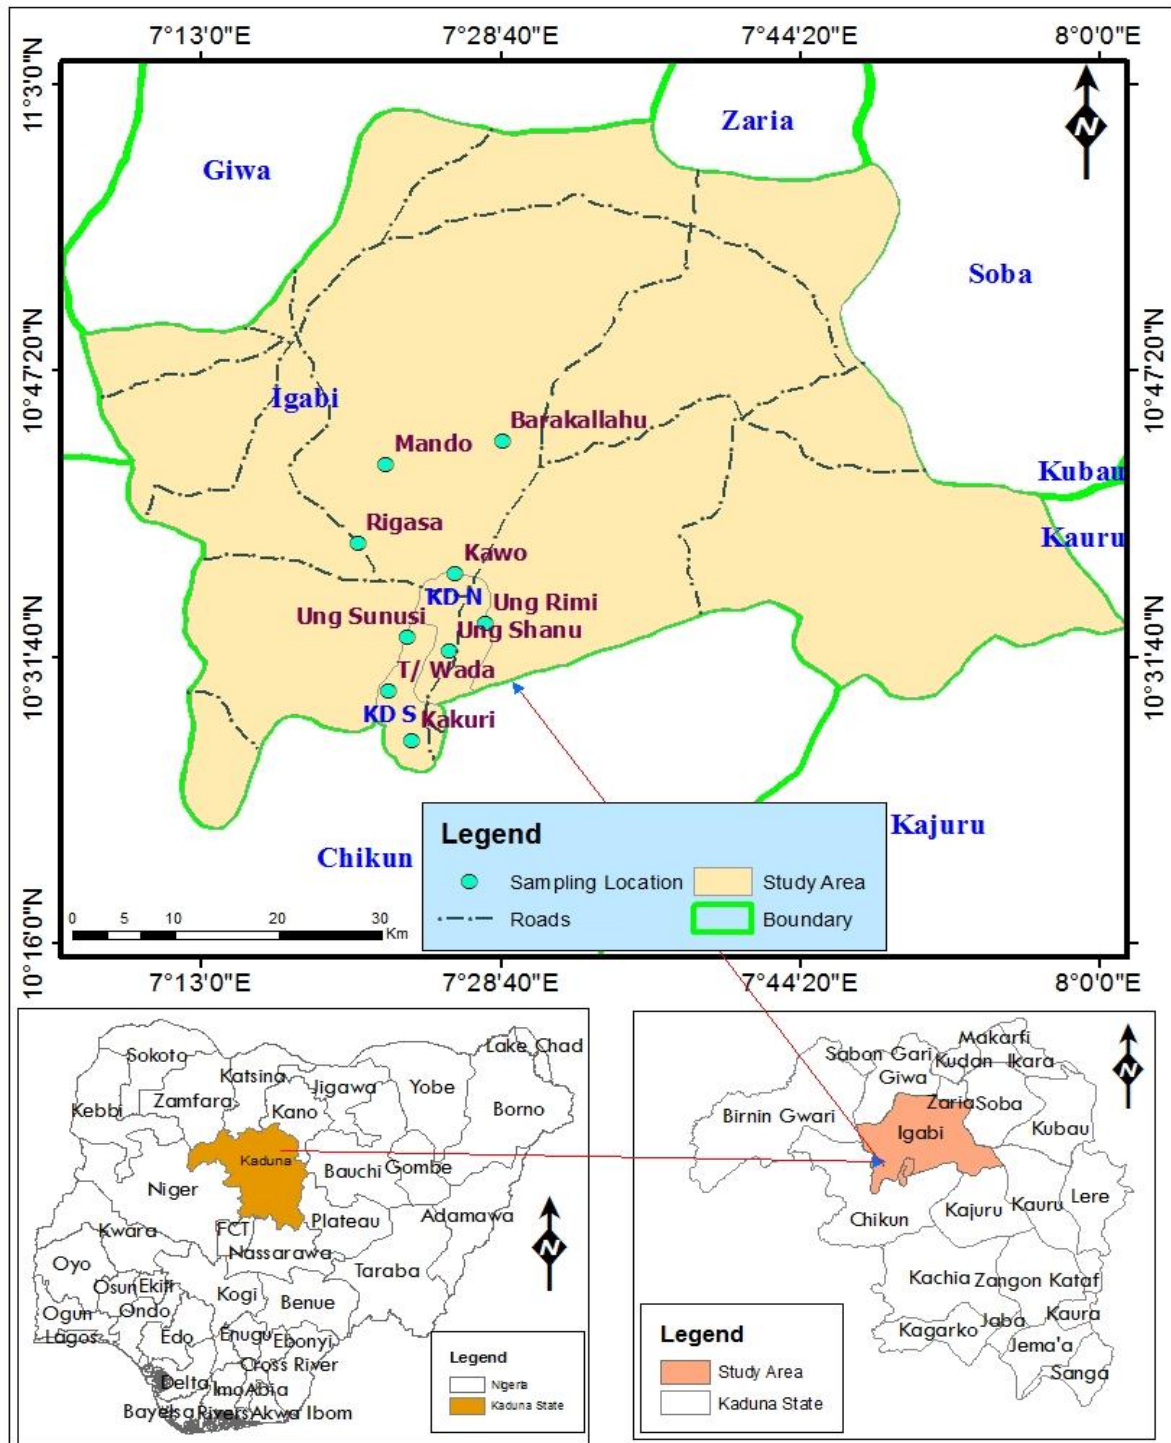 7°13'0"E 7°28'40"E 7°44'20"E 8°0'0"E
11°3'0"N
10°47'20"N
10°31'40"N
10°16'0"N
N
Zaria
Giwa
Soba
Igabi
Barakallahu
Mando
Kubau
Rigasa
Kauru
Kawo
KD N
Ung Rimi
Ung Sunusi
Ung Shanu
T/ Wada
KD S
Kakuri
Kajuru
Chikun
Legend
Sampling Location Study Area
Roads Boundary
0 5 10 20 30
Km
11°3'0"N
10°47'20"N
10°31'40"N
10°16'0"N
7°13'0"E 7°28'40"E 7°44'20"E 8°0'0"E
Lake Chad
Sokoto
Katsina
Jigawa
Yobe
Zamfara
Kebbi
Kano
Borno
Kaduna
Bauchi
Gombe
Niger
Plateau
Adamawa
Kwara
FCT
Nassarawa
Oyo
Taraba
Osun
Ekiti
Kogi
Benue
Ogun
Ondo
Lagos
Edo
Enugu
Ebonyi
Cross River
Delta
Imo
Abia
Bayelsa
Rivers
Akwa Ibom
N
Legend
Nigeria
Kaduna State
Makarfi
Sabon Gari
Kudan
Ikara
Giwa
Zaria
Soba
Birnin Gwari
Igabi
Kubau
Lere
Kauru
Kajuru
Chikun
Kachia
Zangon
Kataf
Jaba
Kaura
Kagarko
Jema'a
Sanga
N
Legend
Study Area
Kaduna State